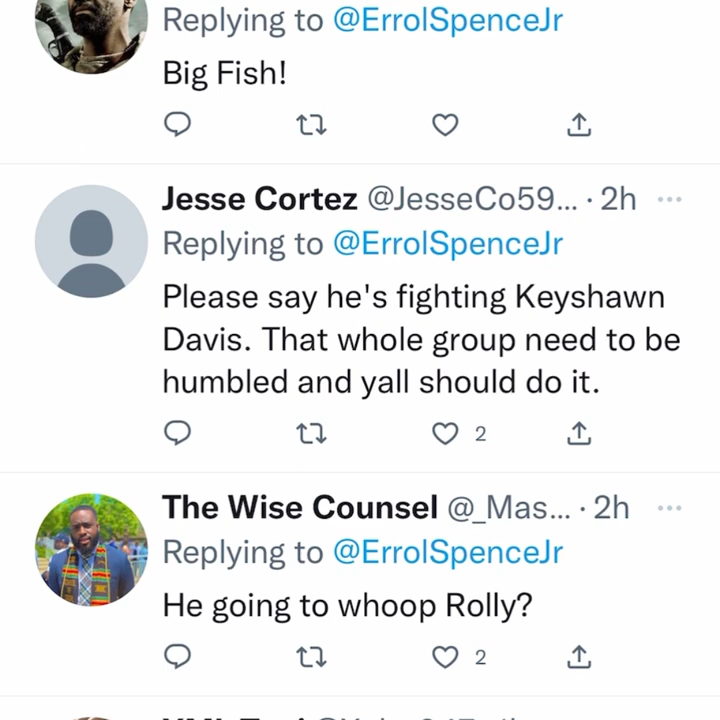 Replying to @ErrolSpenceJr
Big Fish!
Jesse Cortez @JesseCo59... · 2h
Replying to @ErrolSpenceJr
Please say he's fighting Keyshawn
Davis. That whole group need to be
humbled and yall should do it.
2
The Wise Counsel @_Mas... · 2h
Replying to @ErrolSpenceJr
He going to whoop Rolly?
2